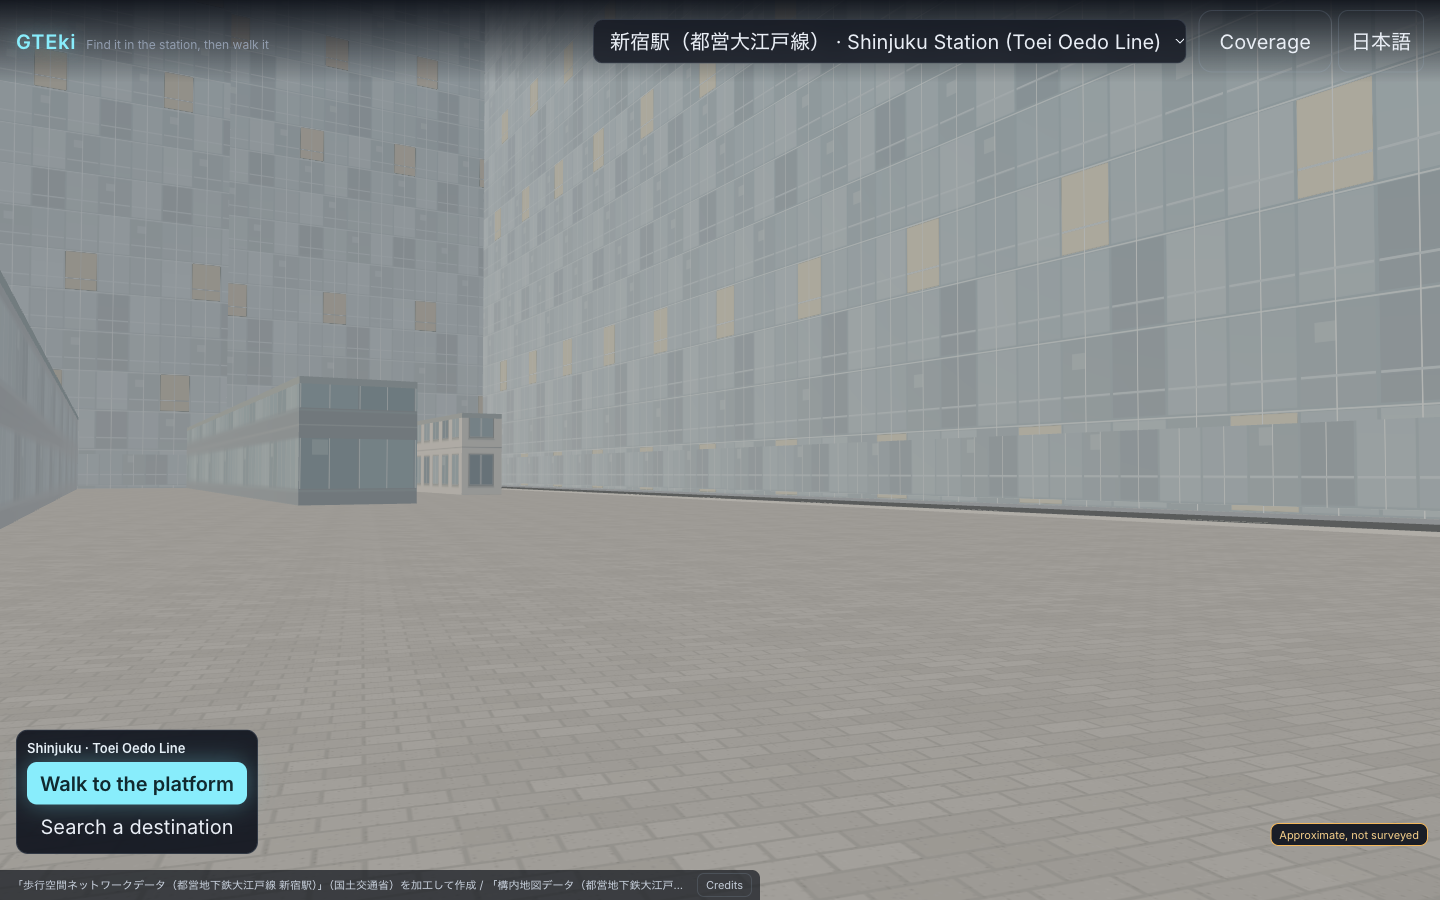 GTEki Find it in the station, then walk it
新宿駅（都営大江戸線） · Shinjuku Station (Toei Oedo Line)
Coverage
日本語
Shinjuku · Toei Oedo Line
Walk to the platform
Search a destination
Approximate, not surveyed
「歩行空間ネットワークデータ（都営地下鉄大江戸線 新宿駅）」（国土交通省）を加工して作成 / 「構内地図データ（都営地下鉄大江戸...
Credits